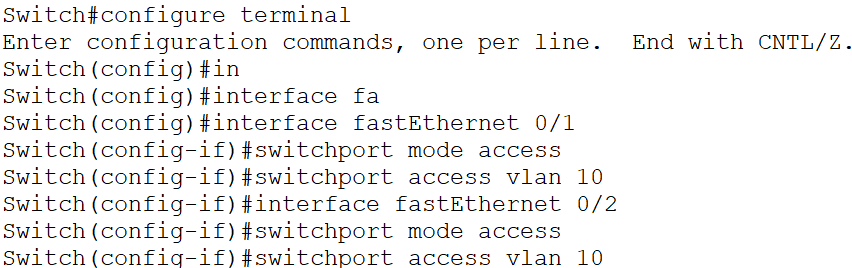 Switch#configure terminal
Enter configuration commands, one per line.  End with CNTL/Z.
Switch(config)#in
Switch(config)#interface fa
Switch(config)#interface fastEthernet 0/1
Switch(config-if)#switchport mode access
Switch(config-if)#switchport access vlan 10
Switch(config-if)#interface fastEthernet 0/2
Switch(config-if)#switchport mode access
Switch(config-if)#switchport access vlan 10